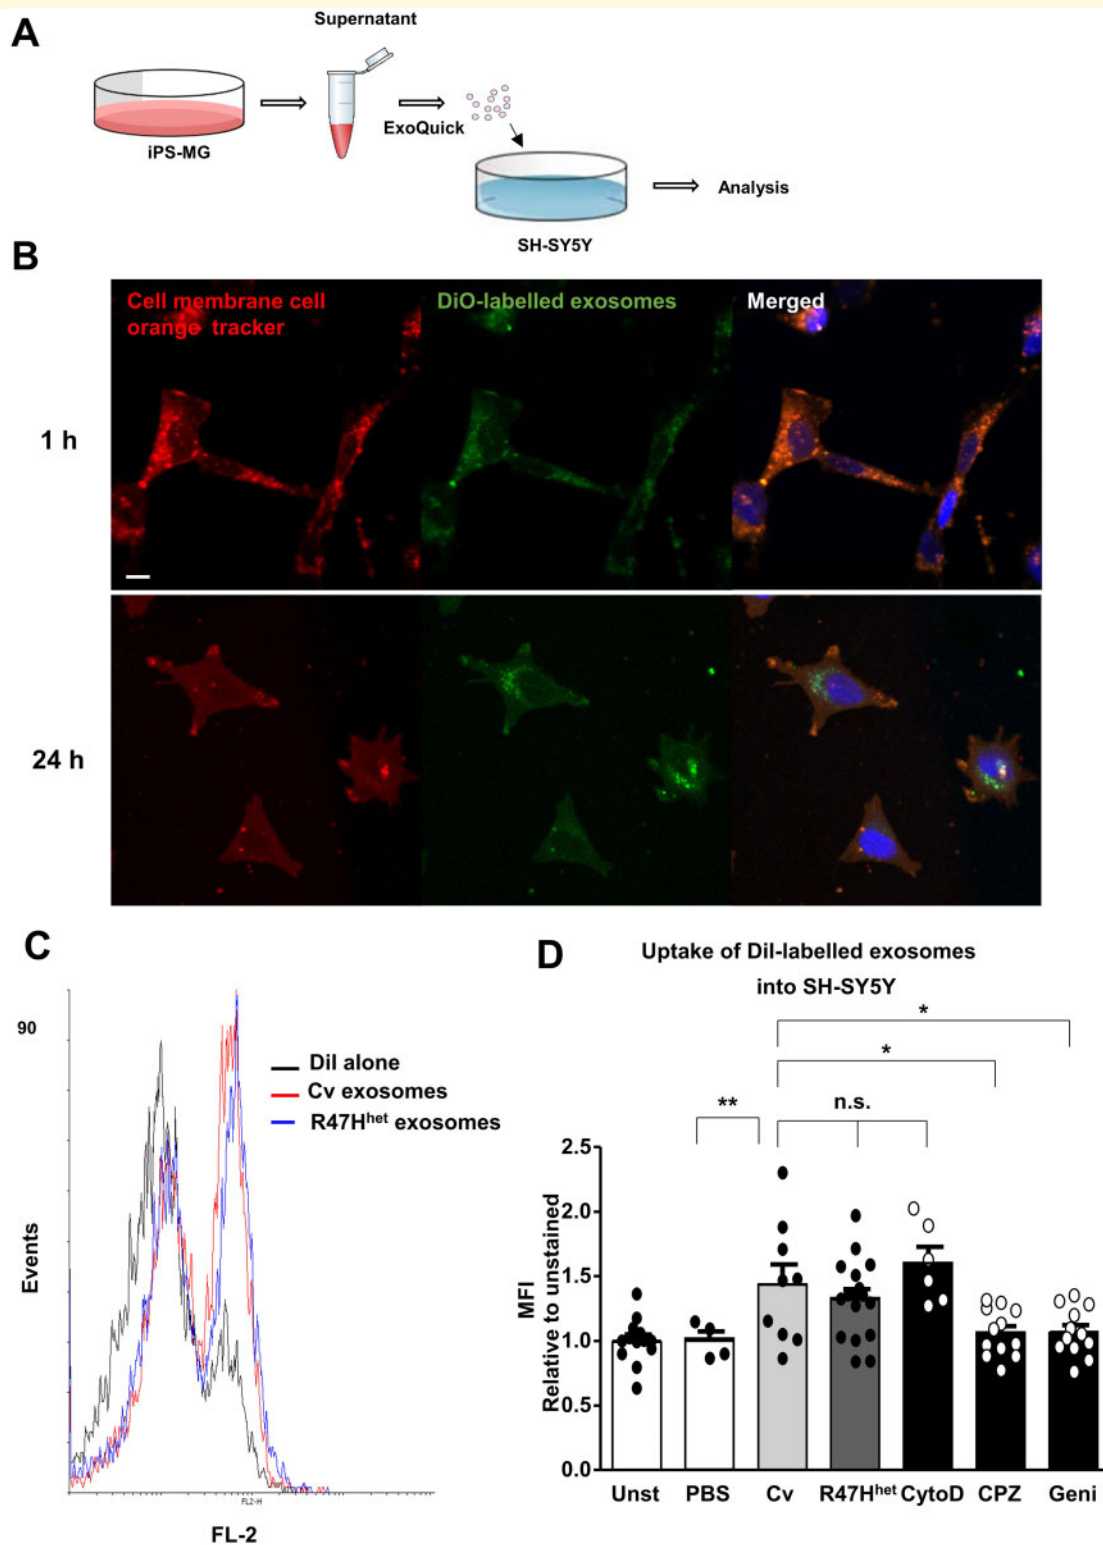 A
Supernatant
iPS-MG
ExoQuick
SH-SY5Y
Analysis
B
Cell membrane cell
orange tracker
DiO-labelled exosomes
Merged
1 h
24 h
C
90
Events
Dil alone
Cv exosomes
R47Hhet exosomes
FL2-H
FL-2
D
Uptake of Dil-labelled exosomes
into SH-SY5Y
*
*
**
n.s.
MFI
Relative to unstained
2.5
2.0
1.5
1.0
0.5
0.0
Unst PBS Cv R47Hhet CytoD CPZ Geni